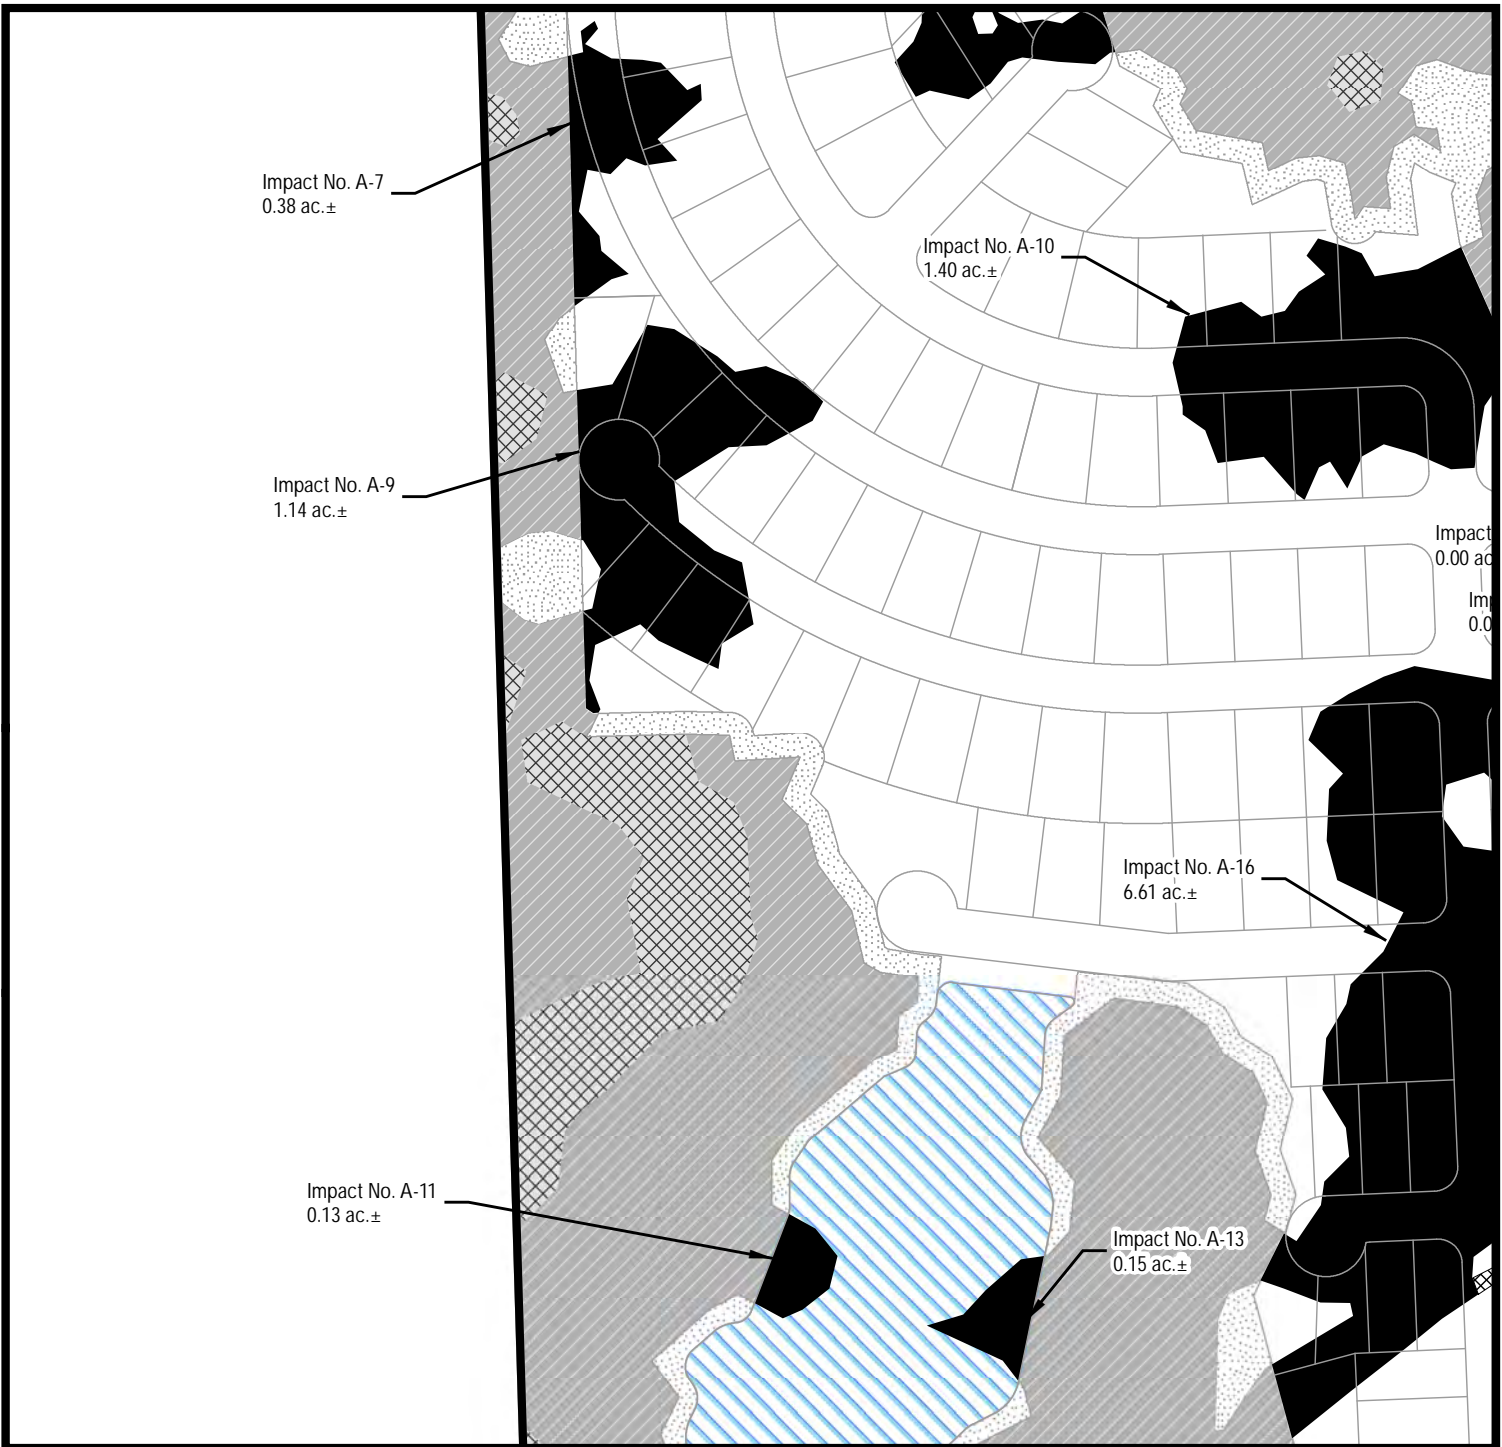 Impact No. A-7
0.38 ac.±
Impact No. A-10
1.40 ac.±
Impact No. A-9
1.14 ac.±
Impact
0.00 ac
0.0
Impact No. A-16
6.61 ac.±
Impact No. A-11
0.13 ac.±
Impact No. A-13
0.15 ac.±